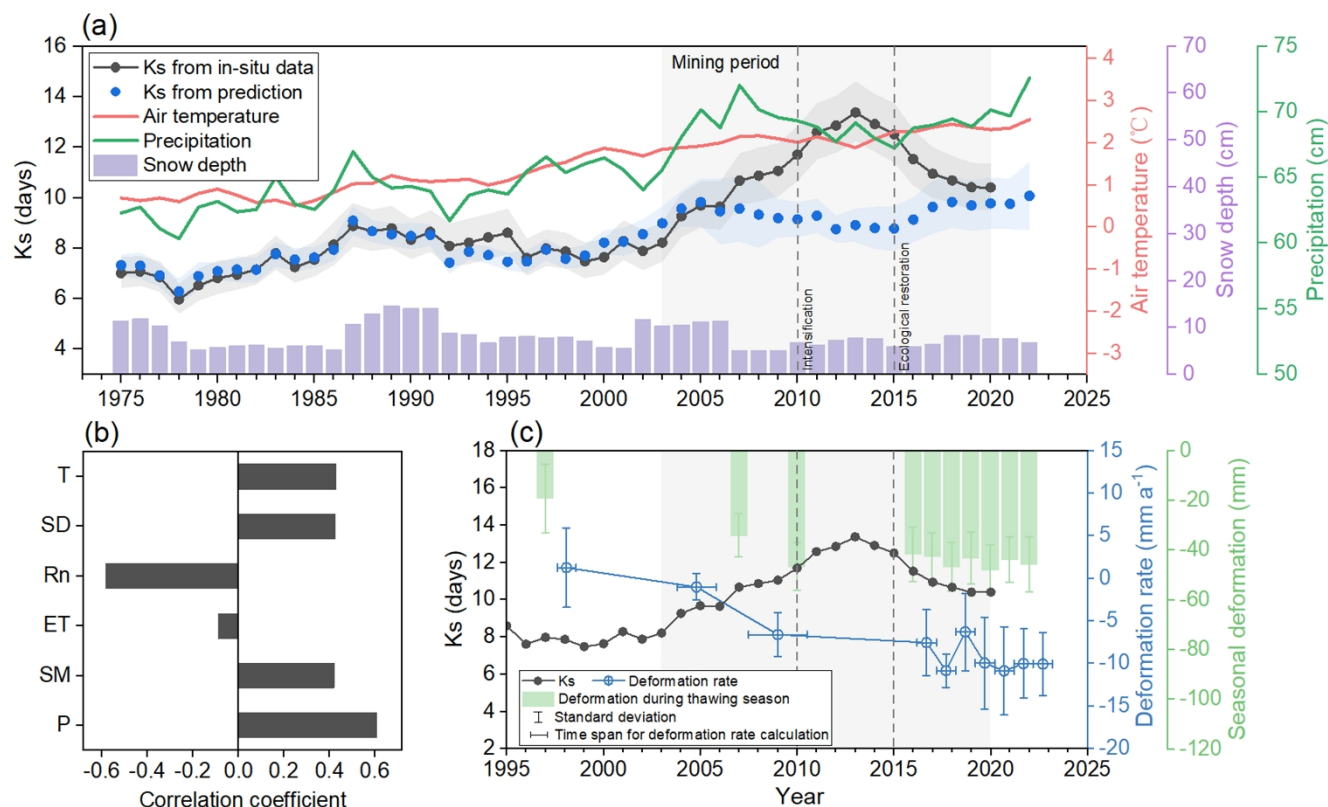 (a)
16
14
12
10
8
6
4
Ks (days)
Ks from in-situ data
Ks from prediction
Air temperature
Precipitation
Snow depth
Mining period
Intensification
Ecological restoration
4
3
2
1
0
-1
-2
-3
Air temperature (℃)
70
60
50
40
30
20
10
0
Snow depth (cm)
75
70
65
60
55
50
Precipitation (cm)
1975 1980 1985 1990 1995 2000 2005 2010 2015 2020 2025
(b)
T
SD
Rn
ET
SM
P
-0.6 -0.4 -0.2 0.0 0.2 0.4 0.6
Correlation coefficient
(c)
18
16
14
12
10
8
6
4
2
Ks (days)
Ks
Deformation rate
Deformation during thawing season
Standard deviation
Time span for deformation rate calculation
15
10
5
0
-5
-10
-15
-20
Deformation rate (mm a⁻¹)
0
-20
-40
-60
-80
-100
-120
Seasonal deformation (mm)
1995 2000 2005 2010 2015 2020 2025
Year